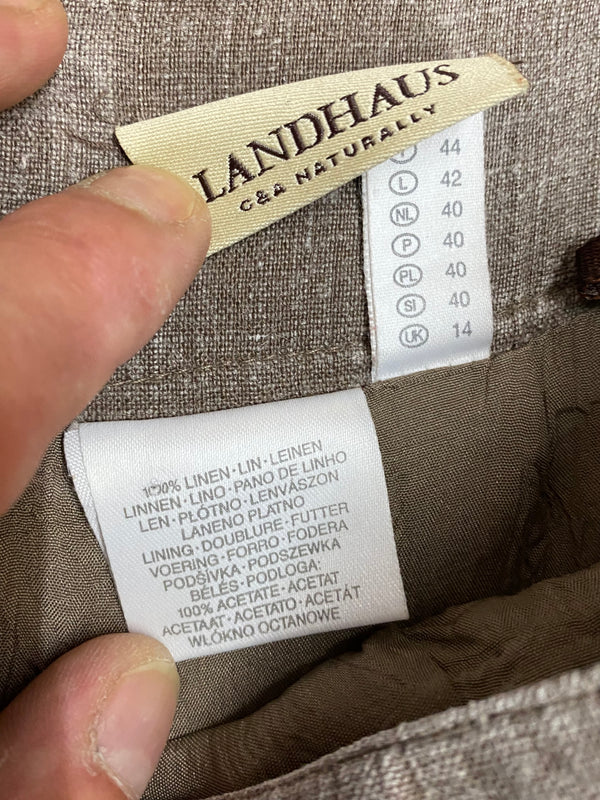 LANDHAUS
C&A NATURALLY
44
L 42
NL 40
P 40
PL 40
SI 40
UK 14
100% LINEN·LIN·LEINEN
LINNEN·LINO·PANO DE LINHO
LEN·PŁÓTNO·LENVÁSZON
LANENO PLATNO
LINING·DOUBLURE·FUTTER
VOERING·FORRO·FODERA
PODŠÍVKA·PODSZEWKA
BÉLÉS·PODLOGA:
100% ACETATE·ACETAT
ACETAAT·ACETATO·ACETÁT
WŁÓKNO OCTANOWE